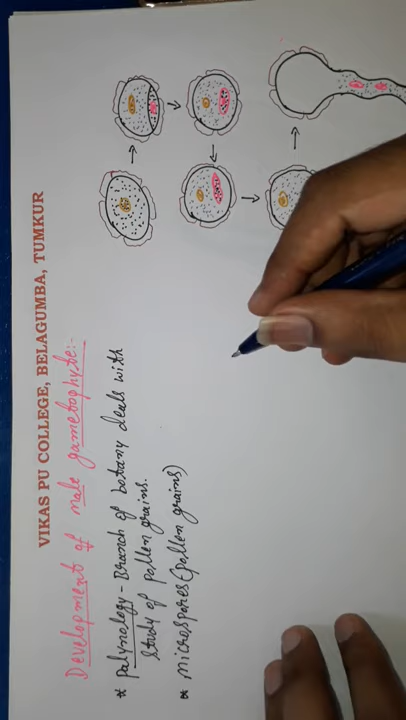 VIKAS PU COLLEGE, BELAGUMBA, TUMKUR
Development of male gametophyte:-
* Palynology - Branch of botany deals with
study of pollen grains.
* microspores (pollen grains)